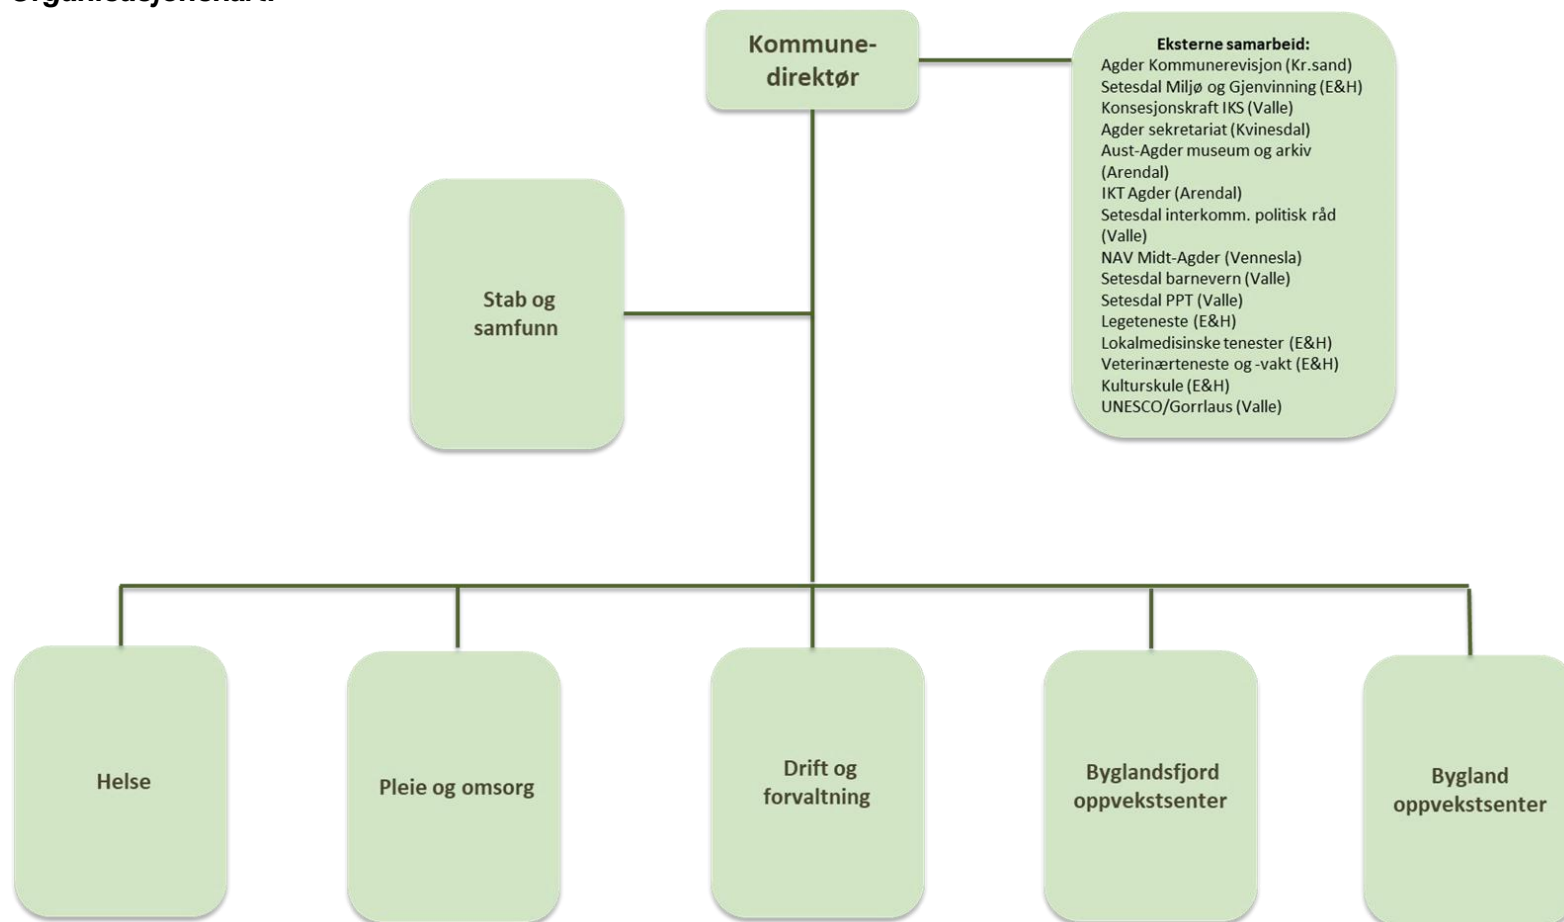 Organisasjonskart:
Kommune-
direktør
Eksterne samarbeid:
Agder Kommunerevisjon (Kr.sand)
Setesdal Miljø og Gjenvinning (E&H)
Konsesjonskraft IKS (Valle)
Agder sekretariat (Kvinesdal)
Aust-Agder museum og arkiv
(Arendal)
IKT Agder (Arendal)
Setesdal interkomm. politisk råd
(Valle)
NAV Midt-Agder (Vennesla)
Setesdal barnevern (Valle)
Setesdal PPT (Valle)
Legeteneste (E&H)
Lokalmedisinske tenester (E&H)
Veterinærteneste og -vakt (E&H)
Kulturskule (E&H)
UNESCO/Gorrlaus (Valle)
Stab og
samfunn
Helse
Pleie og omsorg
Drift og
forvaltning
Byglandsfjord
oppvekstsenter
Bygland
oppvekstsenter